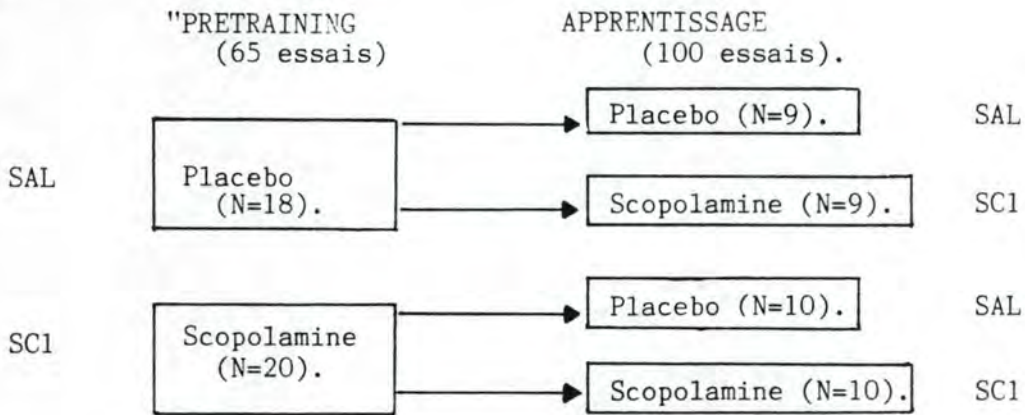 "PRETRAINING APPRENTISSAGE
(65 essais) (100 essais).
Placebo (N=9). SAL
SAL Placebo
(N=18).
Scopolamine (N=9). SC1
Placebo (N=10). SAL
SC1 Scopolamine
(N=20).
Scopolamine (N=10). SC1